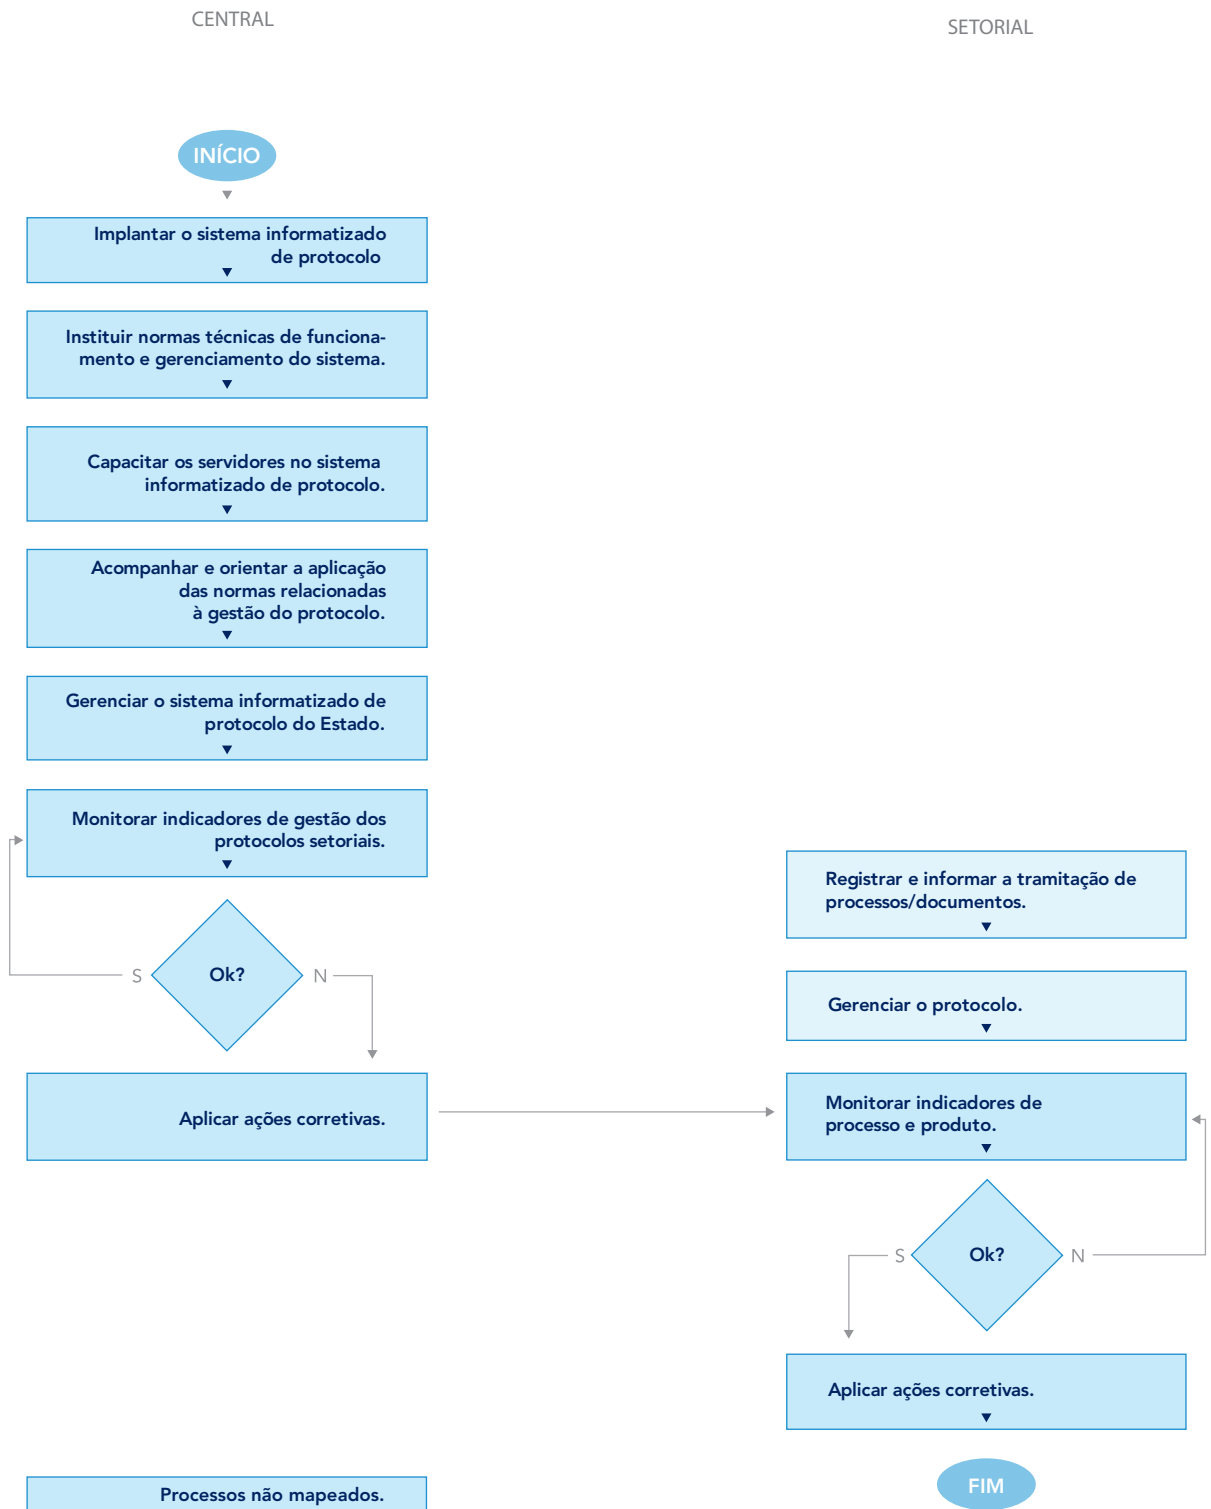 CENTRAL
SETORIAL
INÍCIO
Implantar o sistema informatizado
de protocolo
Instituir normas técnicas de funciona-
mento e gerenciamento do sistema.
Capacitar os servidores no sistema
informatizado de protocolo.
Acompanhar e orientar a aplicação
das normas relacionadas
à gestão do protocolo.
Gerenciar o sistema informatizado de
protocolo do Estado.
Monitorar indicadores de gestão dos
protocolos setoriais.
S
Ok?
N
Aplicar ações corretivas.
Registrar e informar a tramitação de
processos/documentos.
Gerenciar o protocolo.
Monitorar indicadores de
processo e produto.
S
Ok?
N
Aplicar ações corretivas.
FIM
Processos não mapeados.